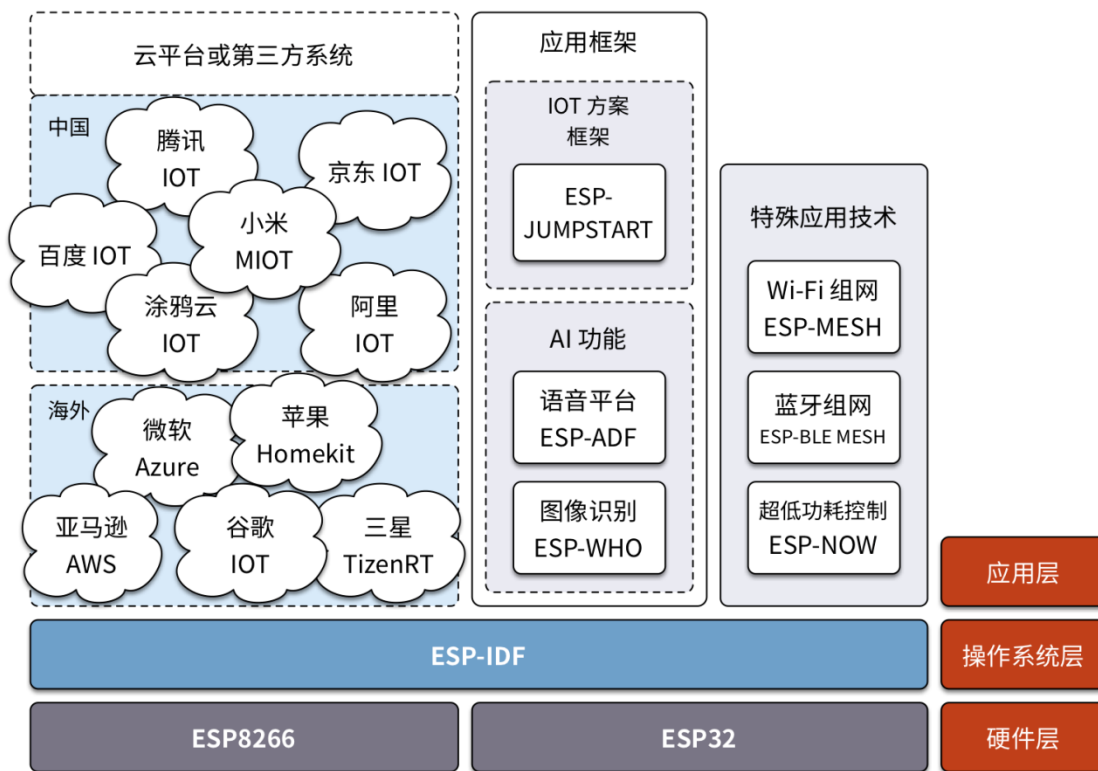 云平台或第三方系统
中国
腾讯
IOT
京东 IOT
百度 IOT
小米
MIOT
涂鸦云
IOT
阿里
IOT
海外
微软
Azure
苹果
Homekit
亚马逊
AWS
谷歌
IOT
三星
TizenRT
应用框架
IOT 方案
框架
ESP-
JUMPSTART
AI 功能
语音平台
ESP-ADF
图像识别
ESP-WHO
特殊应用技术
Wi-Fi 组网
ESP-MESH
蓝牙组网
ESP-BLE MESH
超低功耗控制
ESP-NOW
应用层
ESP-IDF
操作系统层
ESP8266
ESP32
硬件层